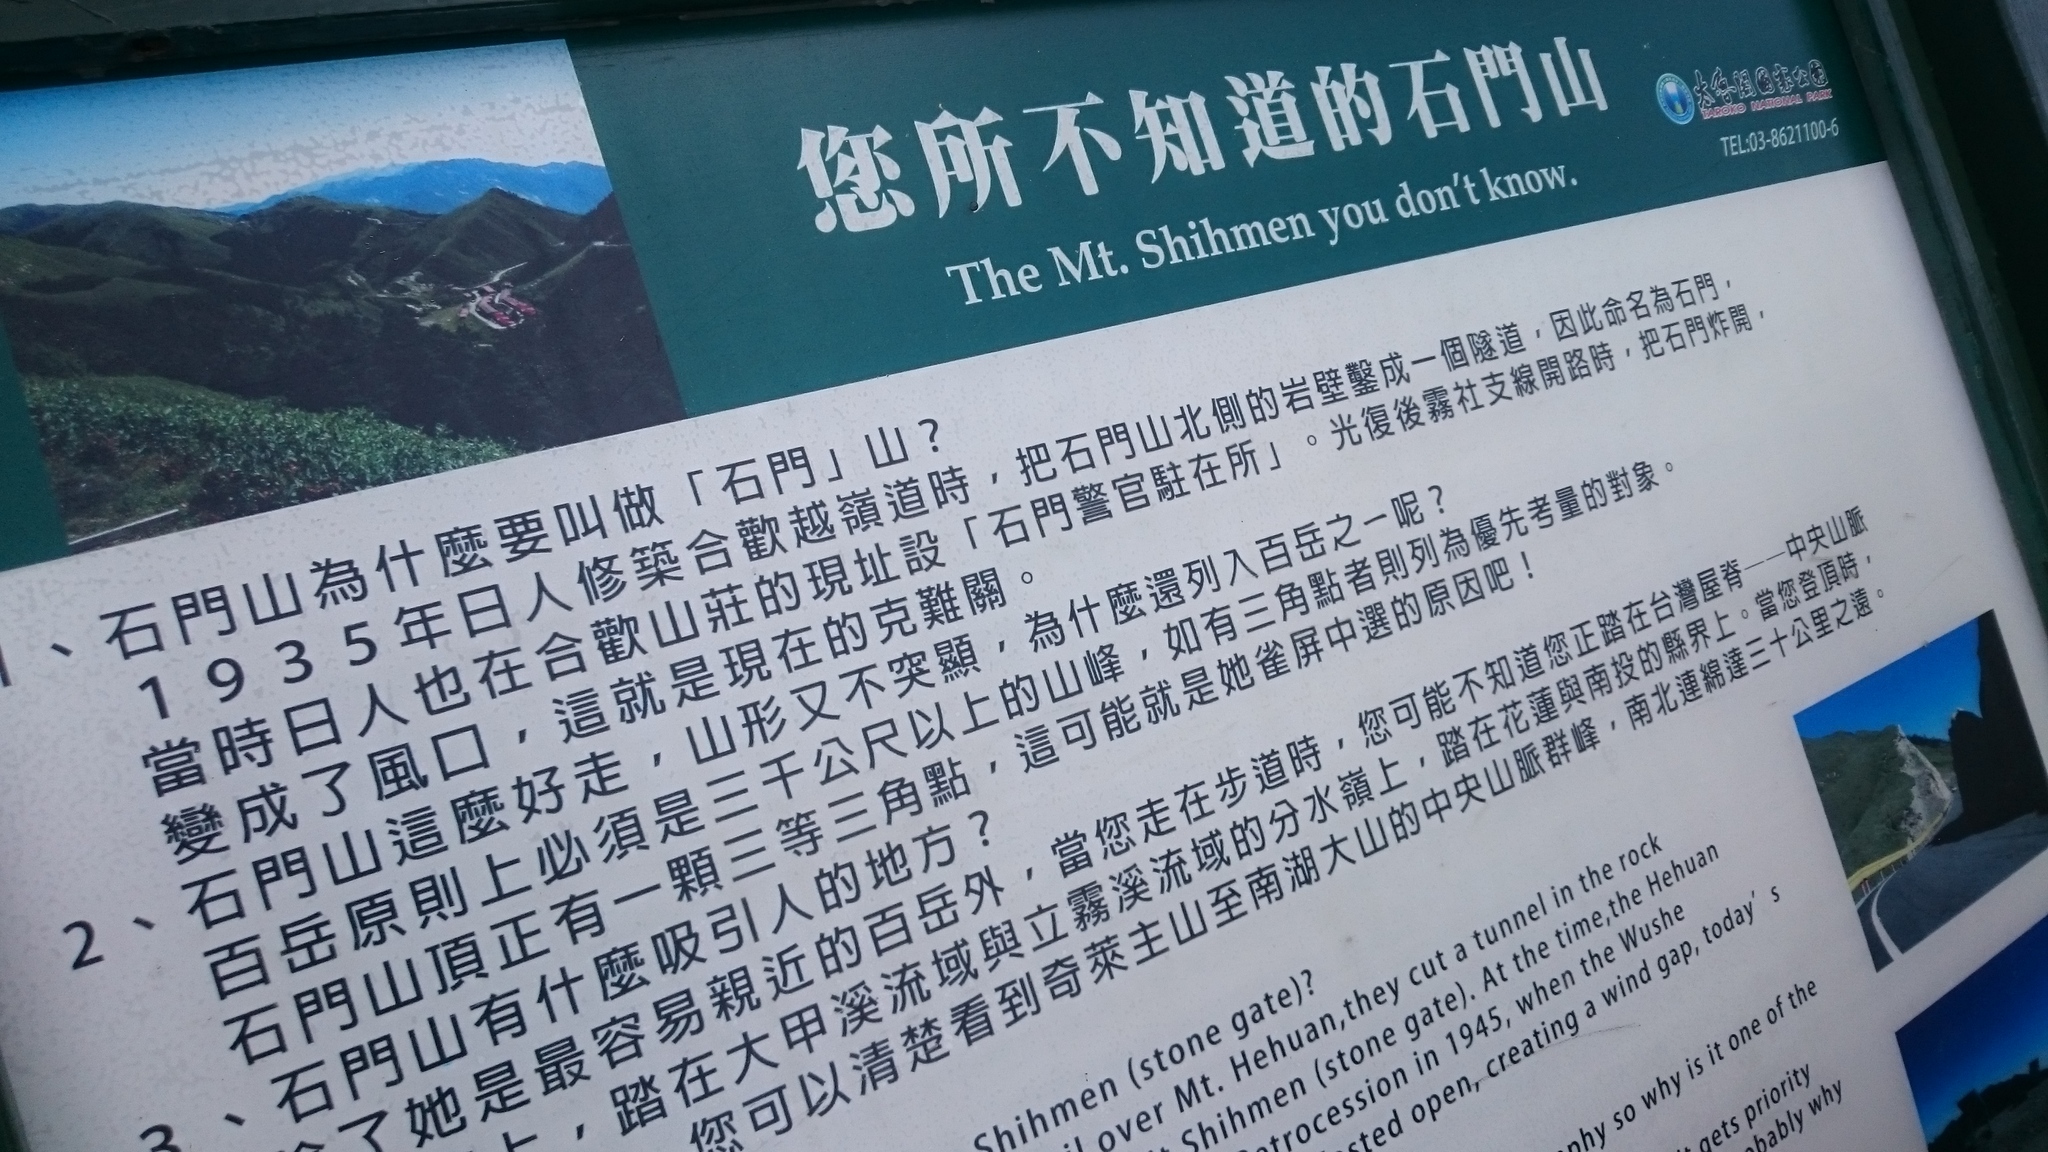 您所不知道的石門山
太魯閣國家公園
TAROKO NATIONAL PARK
TEL:03-8621100-6
The Mt. Shihmen you don't know.
1、石門山為什麼要叫做「石門」山?
1935年日人修築合歡越嶺道時,把石門山北側的岩壁鑿成一個隧道,因此命名為石門,
當時日人也在合歡山莊的現址設「石門警官駐在所」。光復後霧社支線開路時,把石門炸開,
變成了風口,這就是現在的克難關。
2、石門山這麼好走,山形又不突顯,為什麼還列入百岳之一呢?
百岳原則上必須是三千公尺以上的山峰,如有三角點者則列為優先考量的對象。
石門山頂正有一顆三等三角點,這可能就是她雀屏中選的原因吧!
3、石門山有什麼吸引人的地方?
除了她是最容易親近的百岳外,當您走在步道時,您可能不知道您正踏在台灣屋脊——中央山脈
上,踏在大甲溪流域與立霧溪流域的分水嶺上,踏在花蓮與南投的縣界上。當您登頂時,
您可以清楚看到奇萊主山至南湖大山的中央山脈群峰,南北連綿達三十公里之遠。
Shihmen (stone gate)?
over Mt. Hehuan,they cut a tunnel in the rock
Shihmen (stone gate). At the time,the Hehuan
Retrocession in 1945, when the Wushe
open, creating a wind gap, today's
so why is it one of the
gets priority
why